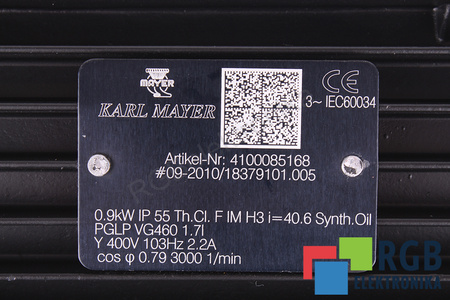 MAYER
KARL MAYER
CE
3~ IEC60034
Artikel-Nr: 4100085168
#09-2010/18379101.005
0.9kW IP 55 Th.Cl. F IM H3 i=40.6 Synth.Oil
PGLP VG460 1.7l
Y 400V 103Hz 2.2A
cos φ 0.79 3000 1/min
RGB
ELEKTRONIKA